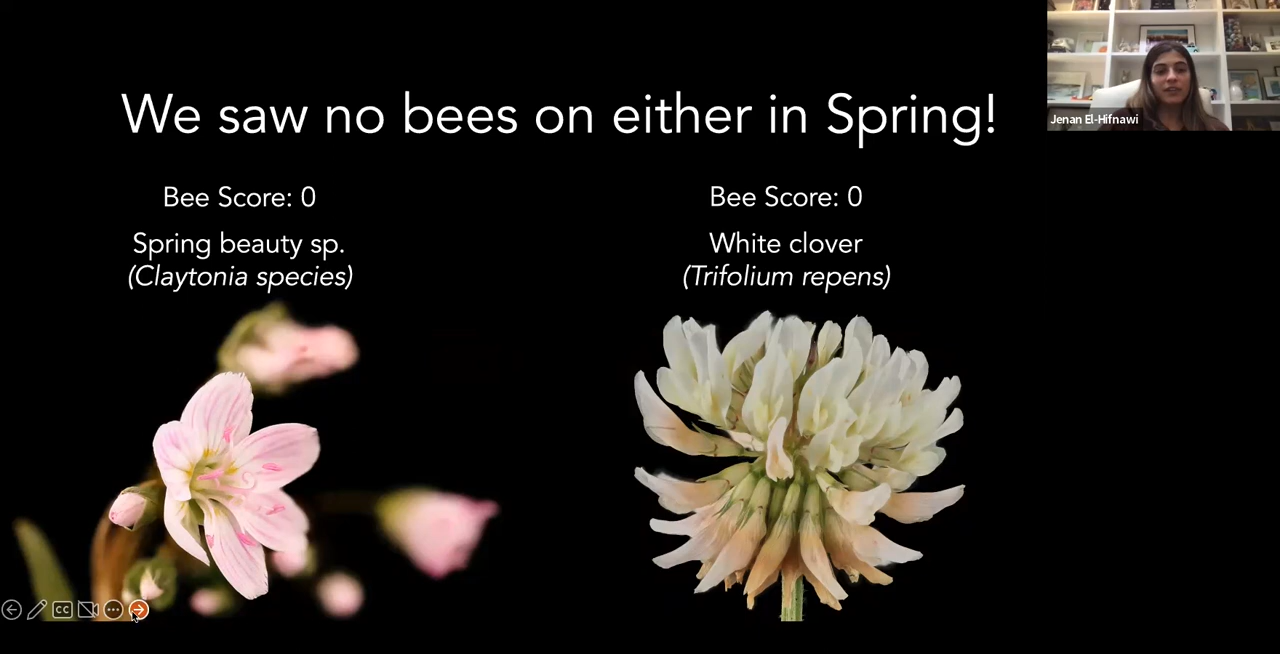 We saw no bees on either in Spring!
Jenan El-Hifnawi
Bee Score: 0
Spring beauty sp.
(Claytonia species)
Bee Score: 0
White clover
(Trifolium repens)
CC